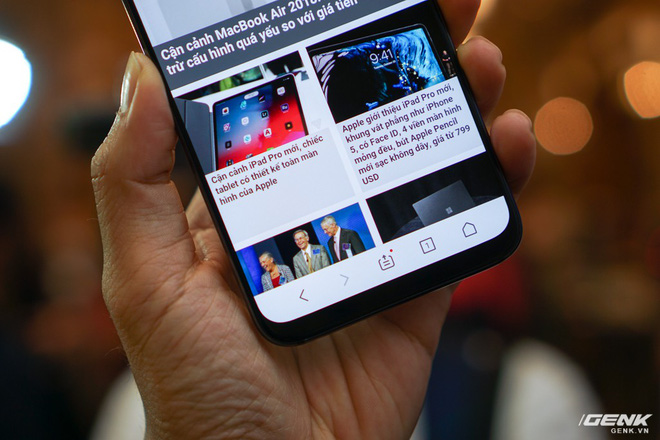 Cận cảnh MacBook Air 2018:
trừ cấu hình quá yếu so với giá tiền
9:41
Cận cảnh iPad Pro mới, chiếc
tablet có thiết kế toàn màn
hình của Apple
Apple giới thiệu iPad Pro mới,
khung vát phẳng như iPhone
5, có Face ID, 4 viền màn hình
mỏng đều, bút Apple Pencil
mới sạc không dây, giá từ 799
USD
1
GENK
GENK.VN